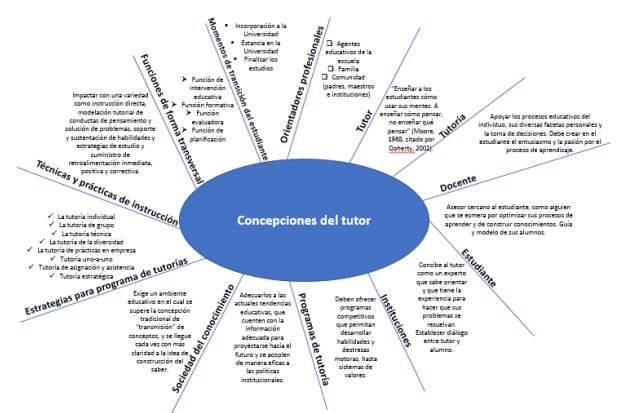 Concepciones del tutor
Momentos de transición del estudiante
Incorporación a la
Universidad
Estancia en la
Universidad
Finalizar los
estudios
Orientadores profesionales
Agentes
educativos de la
escuela
Familia
Comunidad
(padres, maestros
e instituciones)
Tutor
"Enseñar a los
estudiantes cómo
usar sus mentes. A
enseñar cómo pensar,
no enseñar qué
pensar" (Moore,
1968, citado por
Doherty, 2002).
Tutoría
Apoyar los procesos educativos del
individuo, sus diversas facetas personales y
la toma de decisiones. Debe crear en el
estudiante el entusiasmo y la pasión por el
proceso de aprendizaje.
Docente
Asesor cercano al estudiante, como alguien
que se esmera por optimizar sus procesos de
aprender y de construir conocimientos. Guía
y modelo de sus alumnos.
Estudiante
Concibe al tutor
como un experto
que sabe orientar
y que tiene la
experiencia para
hacer que sus
problemas se
resuelvan.
Establecer diálogo
entre tutor y
alumno.
Instituciones
Deben ofrecer
programas
competitivos
que permitan
desarrollar
habilidades y
destrezas
motoras, hasta
sistemas de
valores.
Programas de tutoría
Adecuarlos a las
actuales tendencias
educativas, que
cuenten con la
información
adecuada para
proyectarse hacia el
futuro y se acoplen
de manera eficas a
las políticas
institucionales.
Sociedad del conocimiento
Exige un ambiente
educativo en el cual se
supere la concepción
tradicional de
"transmisión" de
conceptos, y se llegue
cada vez con más
claridad a la idea de
construcción del
saber.
Estrategias para programa de tutorías
La tutoría individual
La tutoría de grupo
La tutoría técnica
La tutoría de la diversidad
La tutoría de prácticas en empresa
Tutoría uno-a-uno
Tutoría de asignación y asistencia
Tutoría estratégica
Técnicas y prácticas de instrucción
Impactar con una variedad
como instrucción directa,
modelación tutorial de
conductas de pensamiento y
solución de problemas, soporte
y sustentación de habilidades y
estrategias de estudio y
suministro de
retroalimentación inmediata,
positiva y correctiva.
Funciones de forma transversal
Función de
intervención
educativa
Función formativa
Función
evaluadora
Función de
planificación